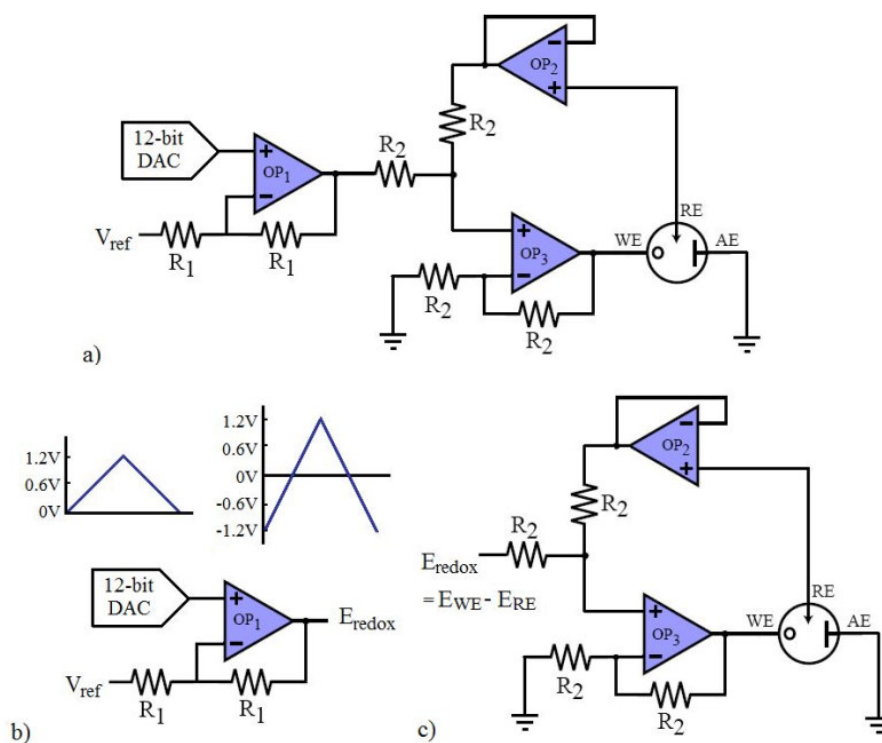 OP2
R2
12-bit
DAC
R2
OP1
RE
Vref
WE
AE
R1
R1
OP3
R2
R2
a)
1.2V
0.6V
0V
1.2V
0.6V
0V
-0.6V
-1.2V
OP2
R2
R2
Eredox
= EWE - ERE
12-bit
DAC
OP1
Eredox
RE
WE
AE
OP3
Vref
R1
R1
R2
R2
b)
c)